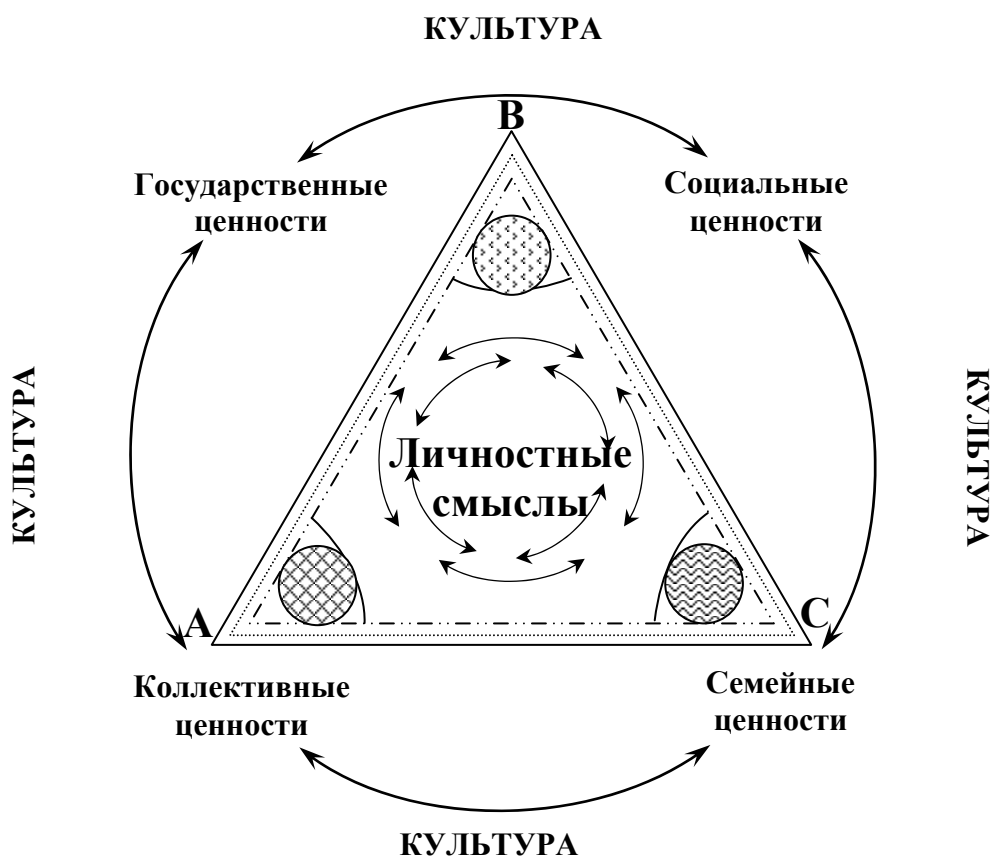 КУЛЬТУРА
B
Государственные
ценности
Социальные
ценности
КУЛЬТУРА
КУЛЬТУРА
Личностные
смыслы
A
C
Коллективные
ценности
Семейные
ценности
КУЛЬТУРА